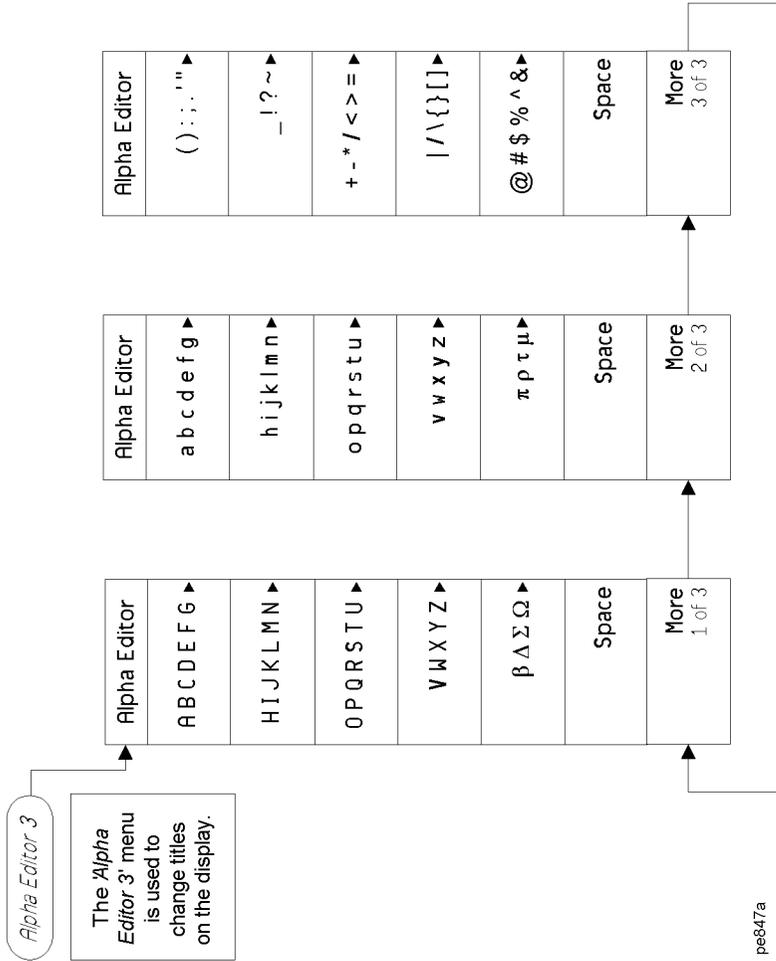 Alpha Editor 3
The 'Alpha
Editor 3' menu
is used to
change titles
on the display.
Alpha Editor
A B C D E F G
H I J K L M N
O P Q R S T U
V W X Y Z
β Δ Σ Ω
Space
More
1 of 3
Alpha Editor
a b c d e f g
h i j k l m n
o p q r s t u
v w x y z
π ρ τ μ
Space
More
2 of 3
Alpha Editor
( ) : ; . ' "
_ ! ? ~
+ - * / < > =
| / \ { } [ ]
@ # $ % ^ &
Space
More
3 of 3
pe847a